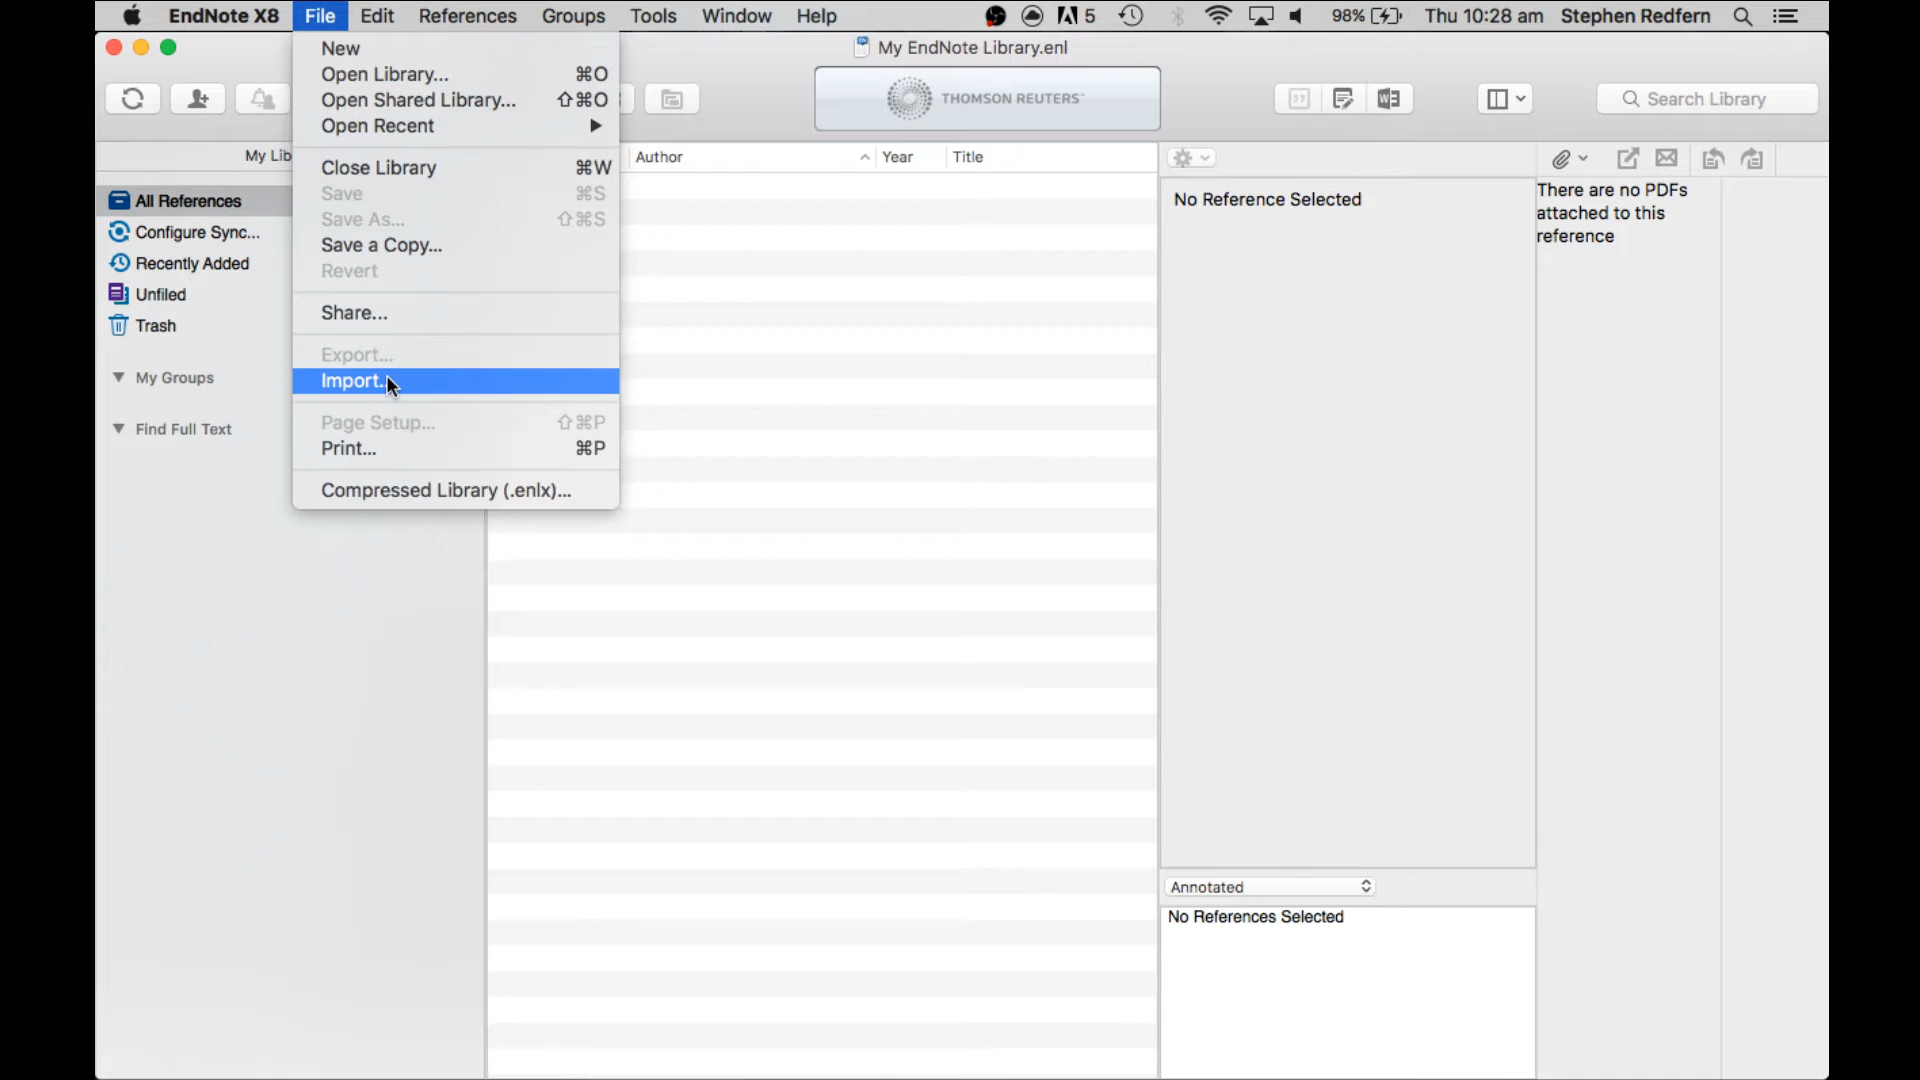 EndNote X8 File Edit References Groups Tools Window Help 5 98% Thu 10:28 am Stephen Redfern
My EndNote Library.enl
New
Open Library... ⌘O
Open Shared Library... ⇧⌘O
Open Recent ▶
Close Library ⌘W
Save ⌘S
Save As... ⇧⌘S
Save a Copy...
Revert
Share...
Export...
Import...
Page Setup... ⇧⌘P
Print... ⌘P
Compressed Library (.enlx)...
THOMSON REUTERS™
Search Library
My Lib
All References
Configure Sync...
Recently Added
Unfiled
Trash
My Groups
Find Full Text
Author Year Title
No Reference Selected
There are no PDFs
attached to this
reference
Annotated
No References Selected